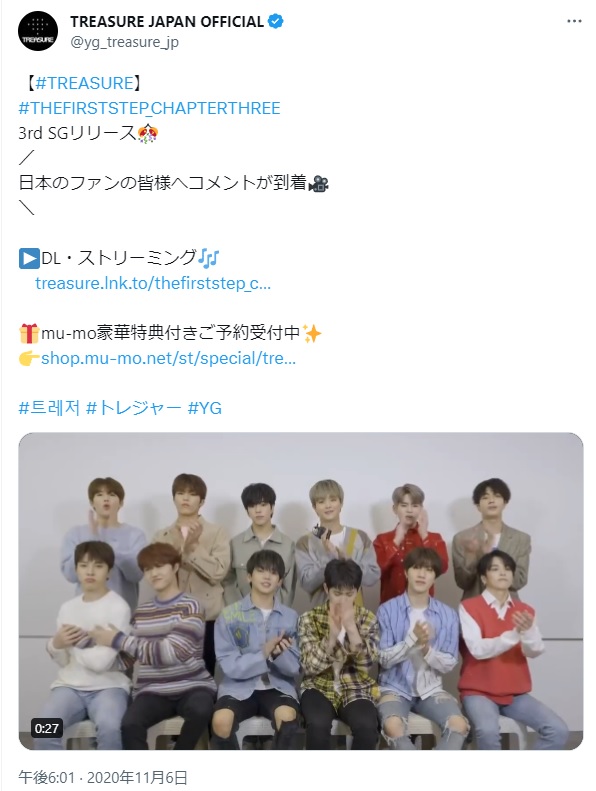 TREASURE
TREASURE JAPAN OFFICIAL
@yg_treasure_jp
【#TREASURE】
#THEFIRSTSTEP_CHAPTERTHREE
3rd SGリリース🎊
／
日本のファンの皆様へコメントが到着🎥
＼
▶️DL・ストリーミング🎶
treasure.lnk.to/thefirststep_c...
🎁mu-mo豪華特典付きご予約受付中✨
👉shop.mu-mo.net/st/special/tre...
#트레저 #トレジャー #YG
0:27
午後6:01 · 2020年11月6日